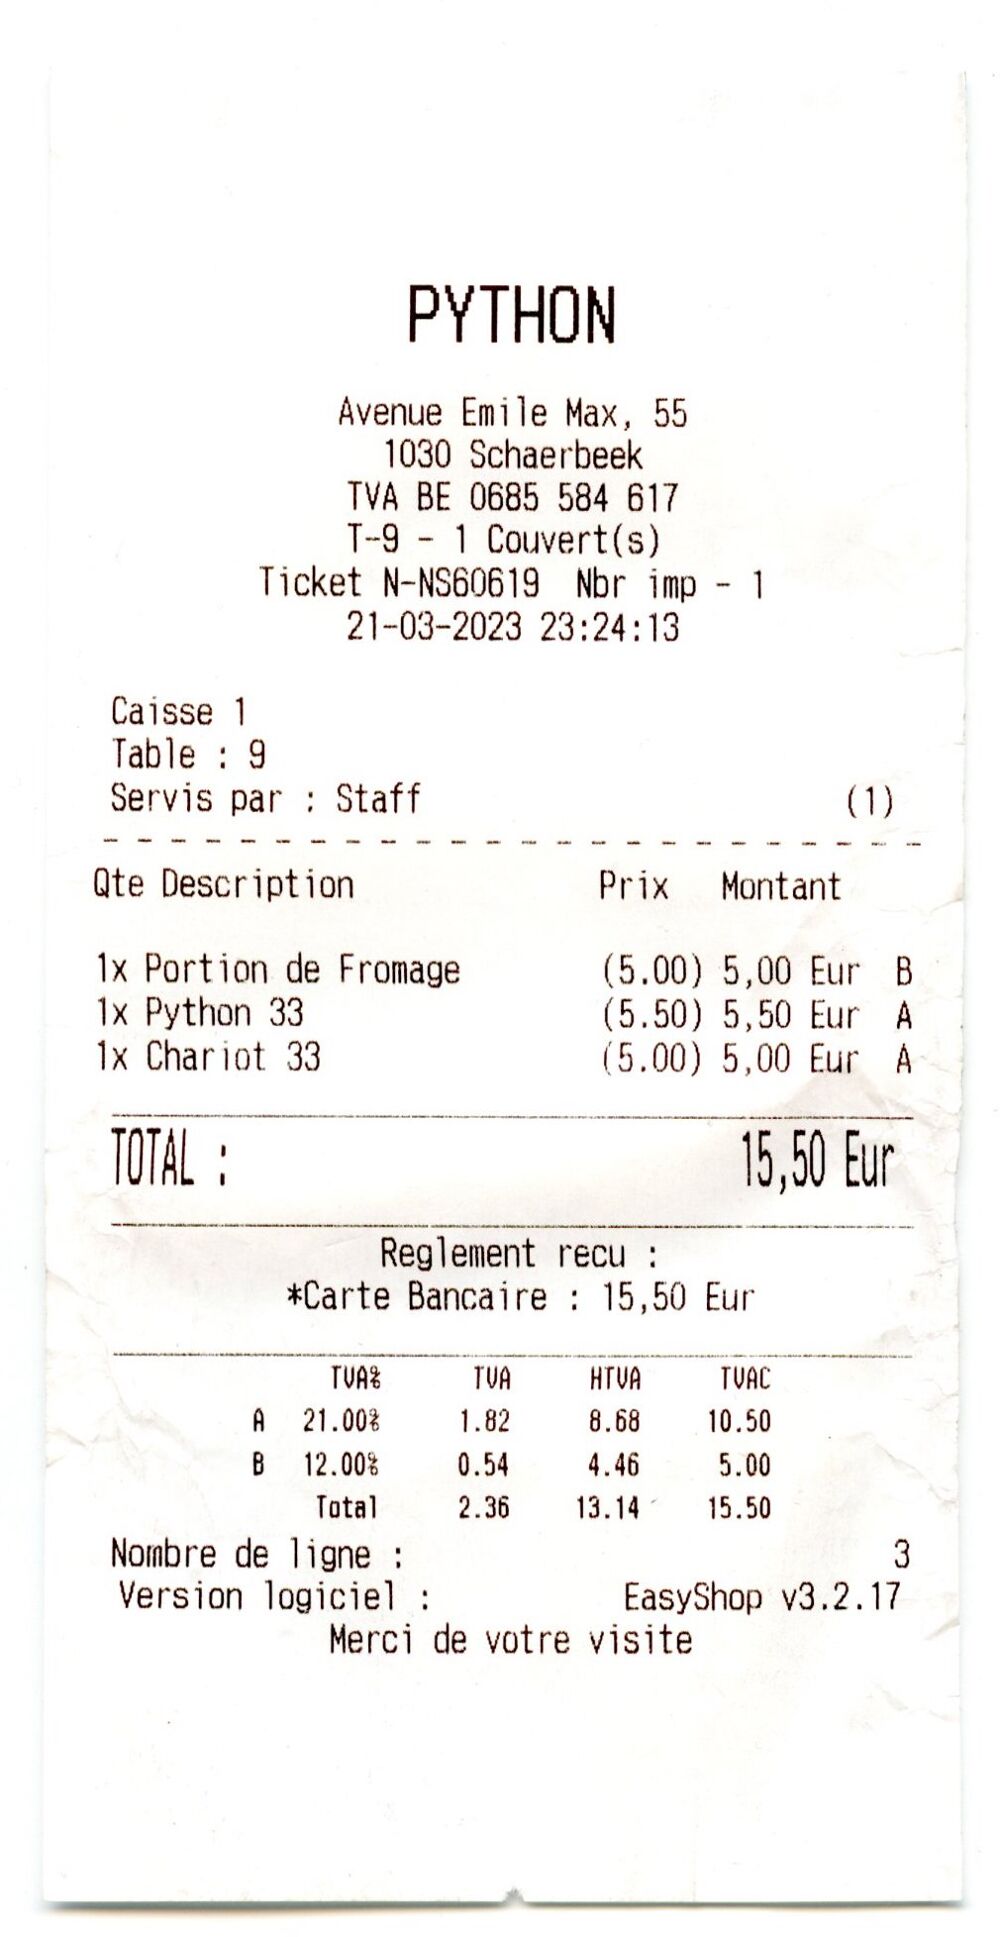 PYTHON
Avenue Emile Max, 55
1030 Schaerbeek
TVA BE 0685 584 617
T-9 - 1 Couvert(s)
Ticket N-NS60619 Nbr imp - 1
21-03-2023 23:24:13
Caisse 1
Table : 9
Servis par : Staff (1)
Qte Description Prix Montant
1x Portion de Fromage (5.00) 5,00 Eur B
1x Python 33 (5.50) 5,50 Eur A
1x Chariot 33 (5.00) 5,00 Eur A
TOTAL : 15,50 Eur
Reglement recu :
*Carte Bancaire : 15,50 Eur
TVA% TVA HTVA TVAC
A 21.00% 1.82 8.68 10.50
B 12.00% 0.54 4.46 5.00
Total 2.36 13.14 15.50
Nombre de ligne : 3
Version logiciel : EasyShop v3.2.17
Merci de votre visite